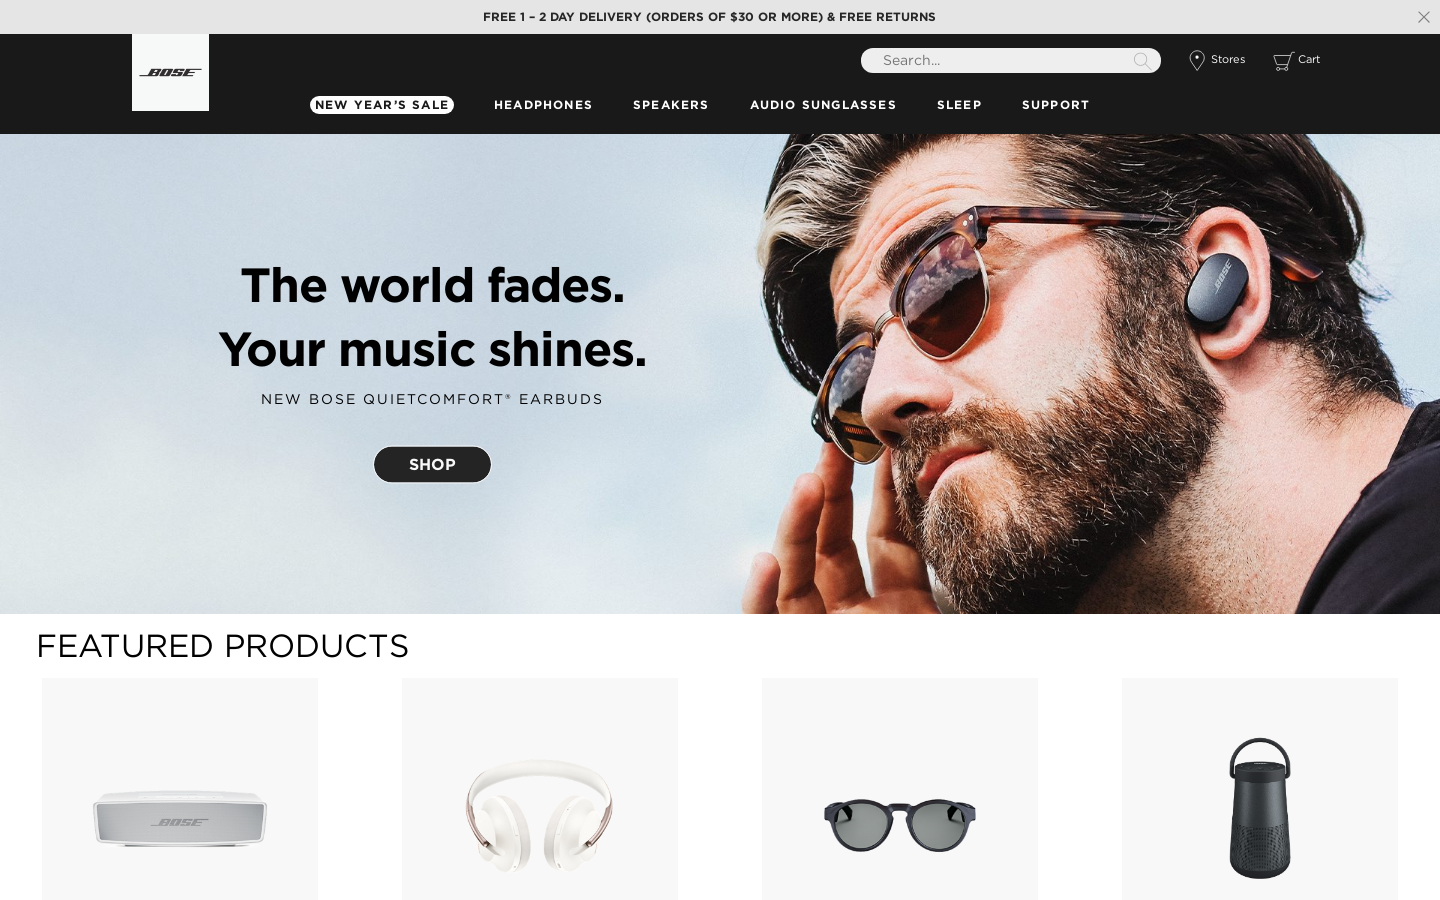 FREE 1 – 2 DAY DELIVERY (ORDERS OF $30 OR MORE) & FREE RETURNS
BOSE
Search...
Stores
Cart
NEW YEAR'S SALE
HEADPHONES
SPEAKERS
AUDIO SUNGLASSES
SLEEP
SUPPORT
The world fades.
Your music shines.
NEW BOSE QUIETCOMFORT® EARBUDS
SHOP
BOSE
FEATURED PRODUCTS
BOSE